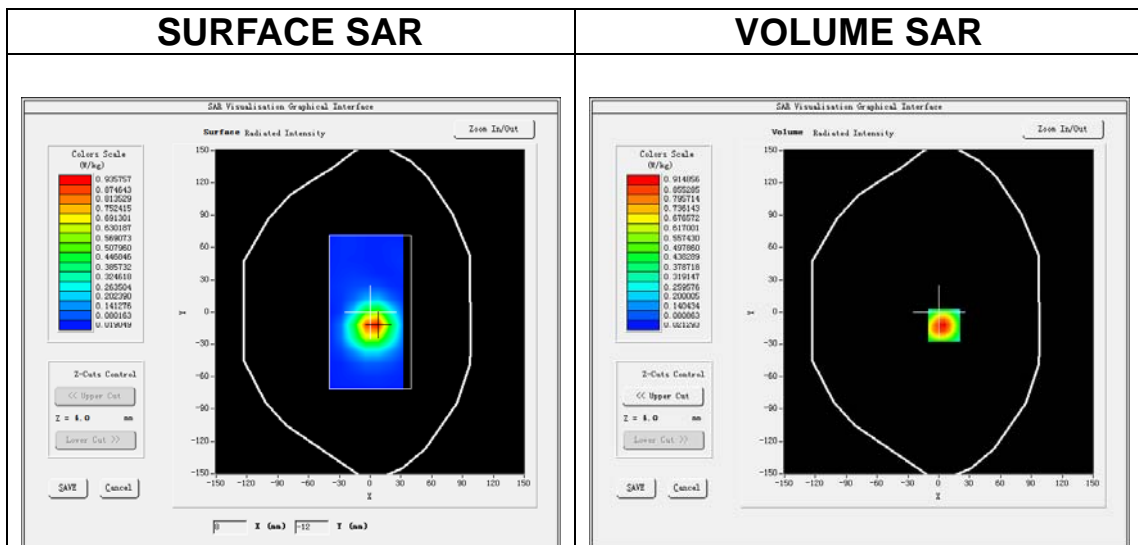 SURFACE SAR
VOLUME SAR
SAR Visualisation Graphical Interface
Surface Radiated Intensity
Zoom In/Out
Colors Scale
(W/kg)
0.935757
0.874643
0.813529
0.752415
0.691301
0.630187
0.569073
0.507960
0.446846
0.385732
0.324618
0.263504
0.202390
0.141276
0.080163
0.019049
150
120
90
60
30
0
-30
-60
-90
-120
-150
Y
-150 -120 -90 -60 -30 0 30 60 90 120 150
X
Z-Cuts Control
<< Upper Cut
Z = 4.0 mm
Lower Cut >>
SAVE Cancel
X (mm) -12 Y (mm)
SAR Visualisation Graphical Interface
Volume Radiated Intensity
Zoom In/Out
Colors Scale
(W/kg)
0.914856
0.855285
0.795714
0.736143
0.676572
0.617001
0.557430
0.497860
0.438289
0.378718
0.319147
0.259576
0.200005
0.140434
0.080863
0.021293
150
120
90
60
30
0
-30
-60
-90
-120
-150
Y
-150 -120 -90 -60 -30 0 30 60 90 120 150
X
Z-Cuts Control
<< Upper Cut
Z = 4.0 mm
Lower Cut >>
SAVE Cancel